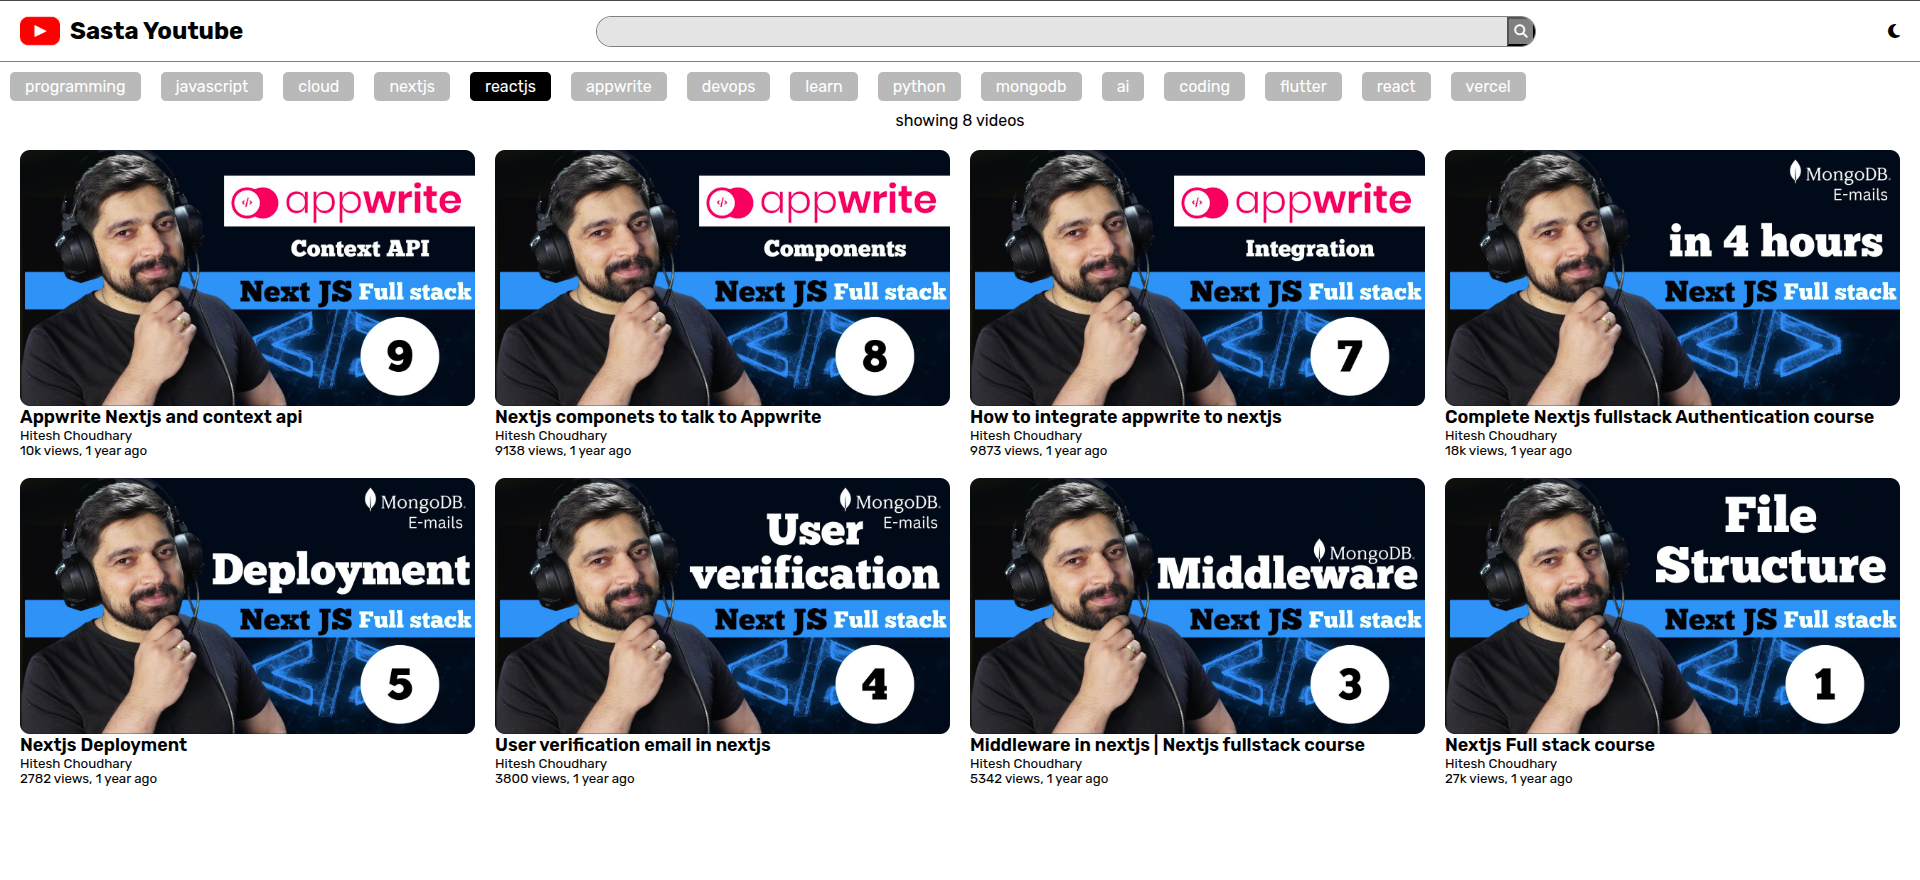 Sasta Youtube
programming javascript cloud nextjs reactjs appwrite devops learn python mongodb ai coding flutter react vercel
showing 8 videos
</> appwrite
Context API
Next JS Full stack
9
Appwrite Nextjs and context api
Hitesh Choudhary
10k views, 1 year ago
</> appwrite
Components
Next JS Full stack
8
Nextjs componets to talk to Appwrite
Hitesh Choudhary
9138 views, 1 year ago
</> appwrite
Integration
Next JS Full stack
7
How to integrate appwrite to nextjs
Hitesh Choudhary
9873 views, 1 year ago
MongoDB.
E-mails
in 4 hours
Next JS Full stack
</>
Complete Nextjs fullstack Authentication course
Hitesh Choudhary
18k views, 1 year ago
MongoDB.
E-mails
Deployment
Next JS Full stack
5
Nextjs Deployment
Hitesh Choudhary
2782 views, 1 year ago
MongoDB.
E-mails
User
verification
Next JS Full stack
4
User verification email in nextjs
Hitesh Choudhary
3800 views, 1 year ago
MongoDB.
Middleware
Next JS Full stack
3
Middleware in nextjs | Nextjs fullstack course
Hitesh Choudhary
5342 views, 1 year ago
File
Structure
Next JS Full stack
1
Nextjs Full stack course
Hitesh Choudhary
27k views, 1 year ago